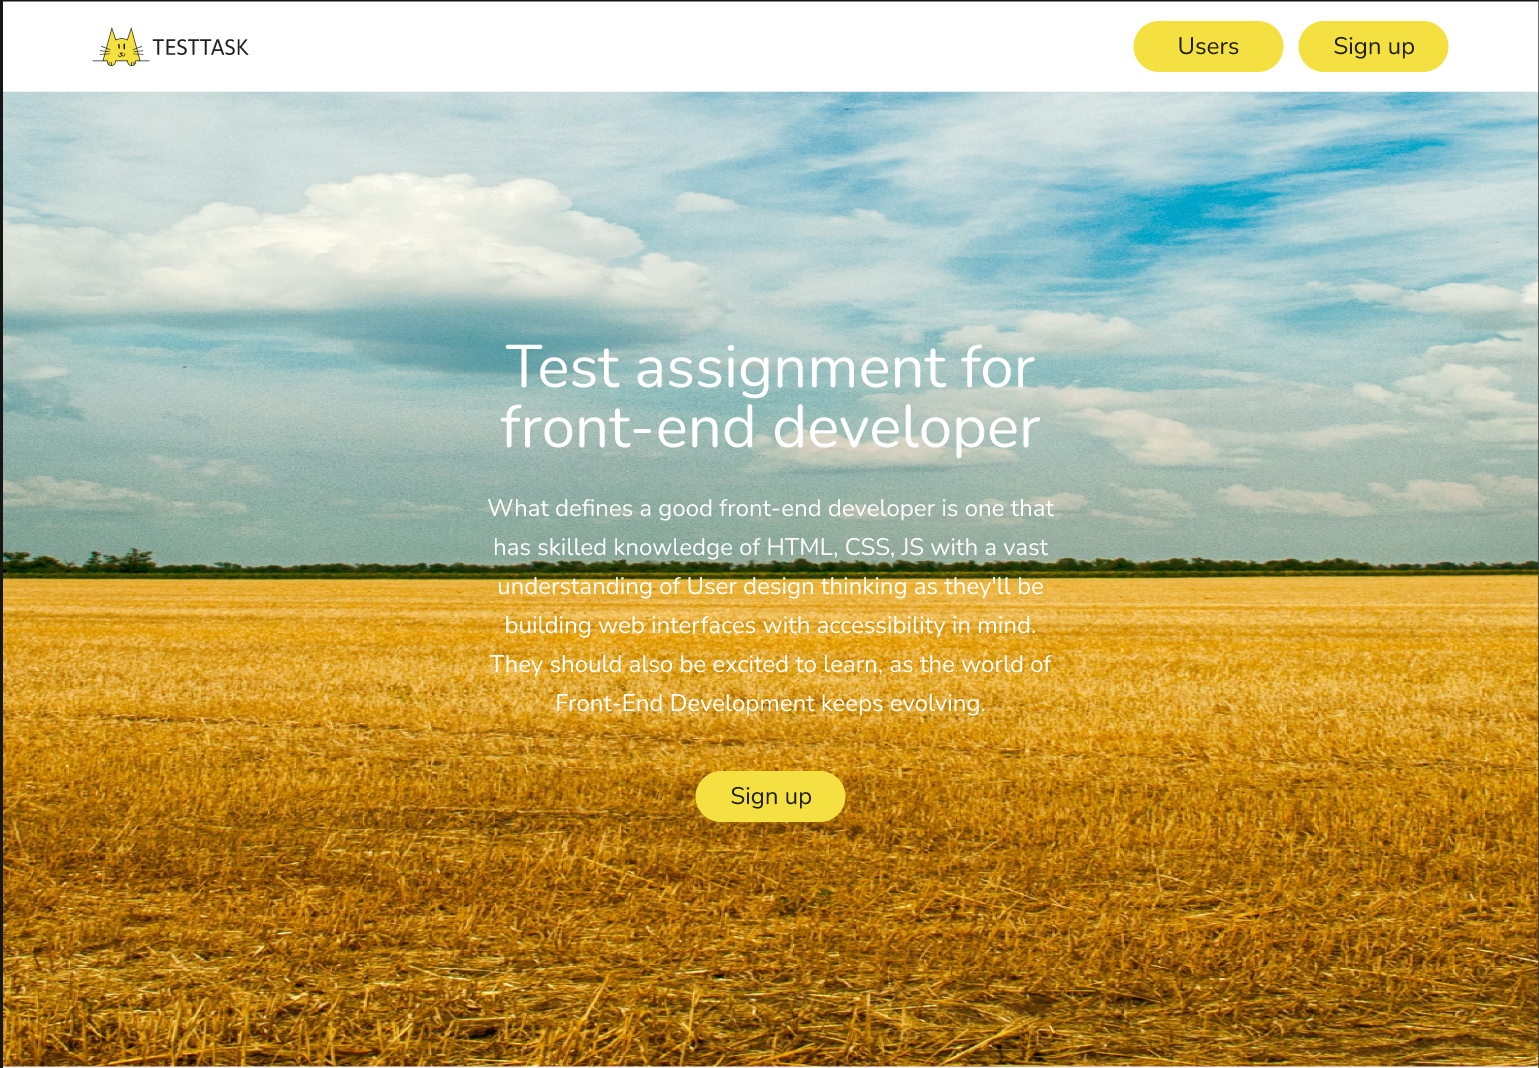 TESTTASK
Users
Sign up
Test assignment for
front-end developer
What defines a good front-end developer is one that
has skilled knowledge of HTML, CSS, JS with a vast
understanding of User design thinking as they'll be
building web interfaces with accessibility in mind.
They should also be excited to learn, as the world of
Front-End Development keeps evolving.
Sign up